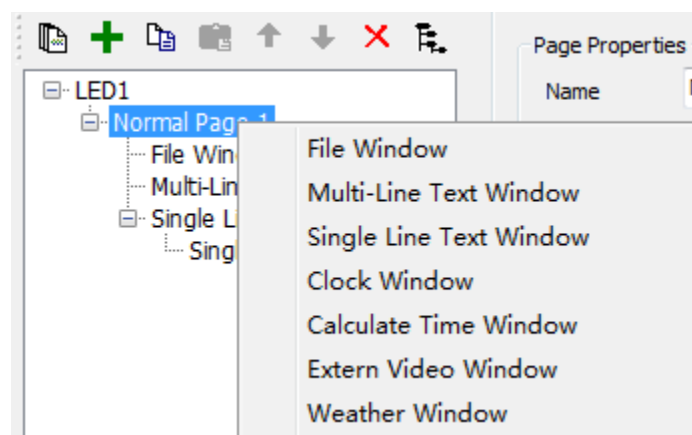 Page Properties
LED1
Name
Normal Page 1
File Win
File Window
Multi-Lin
Multi-Line Text Window
Single L
Single Line Text Window
Sing
Clock Window
Calculate Time Window
Extern Video Window
Weather Window